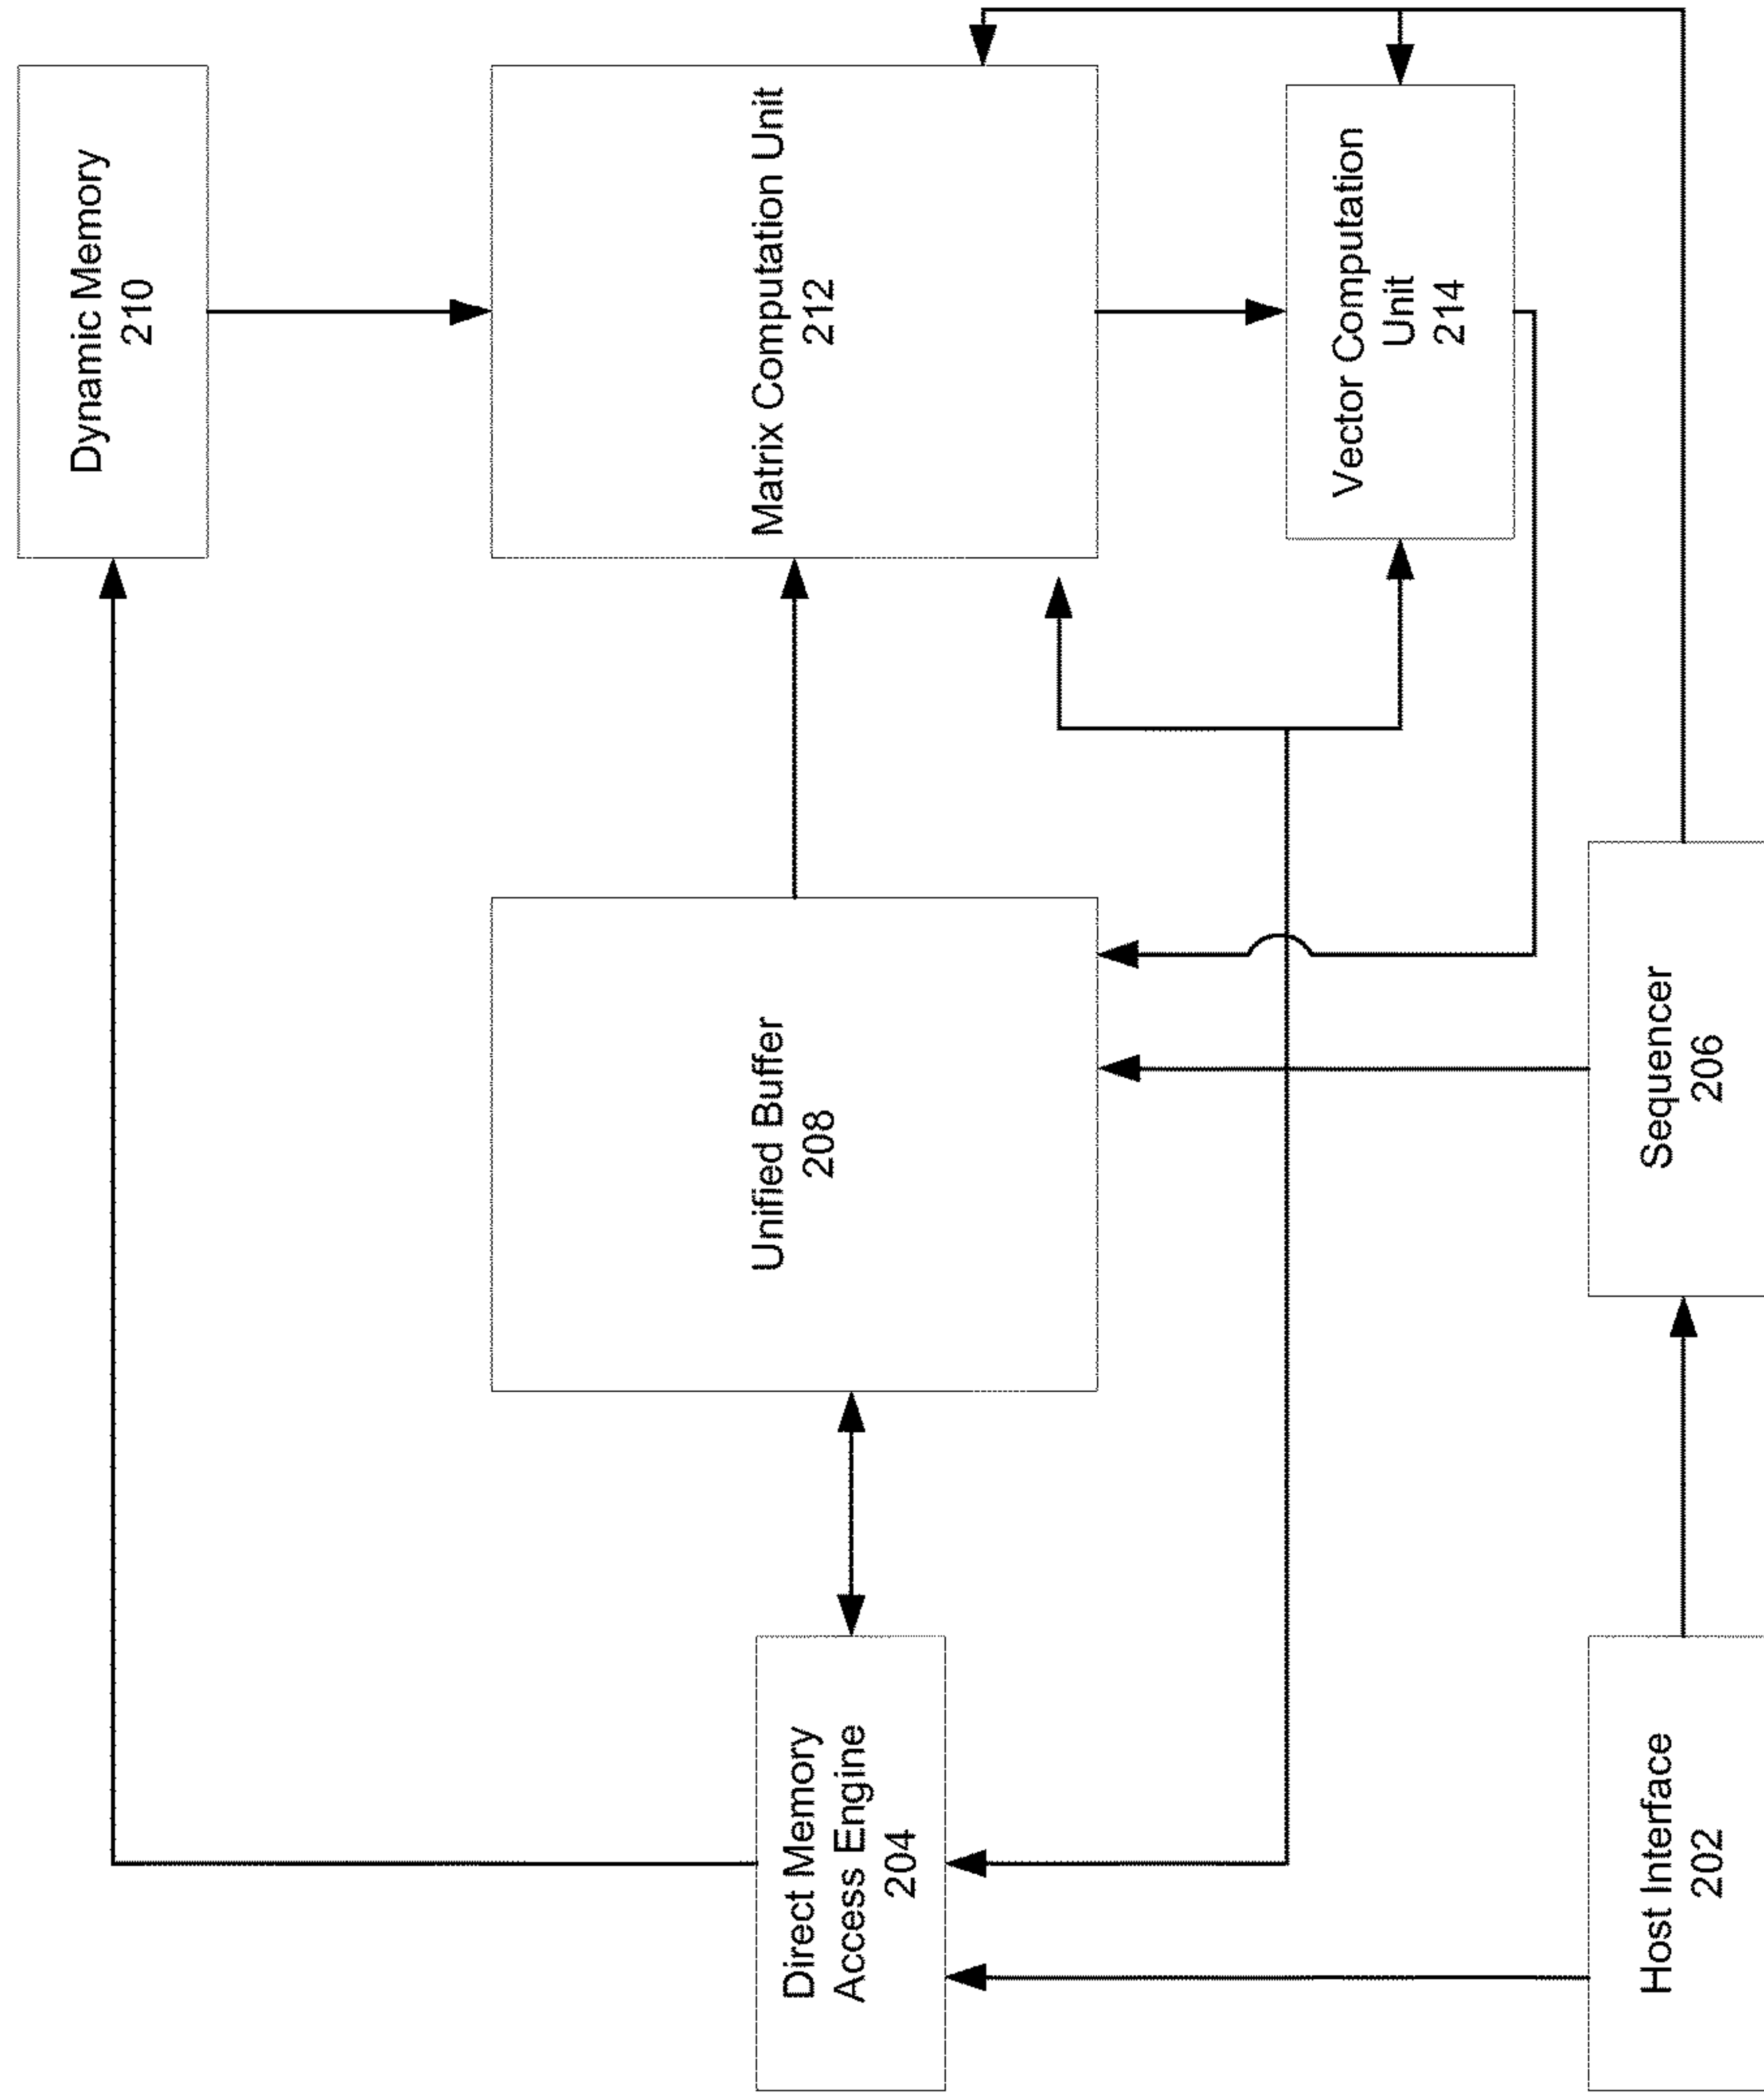 Dynamic Memory
210
Direct Memory
Access Engine
204
Unified Buffer
208
Matrix Computation Unit
212
Vector Computation
Unit
214
Host Interface
202
Sequencer
206